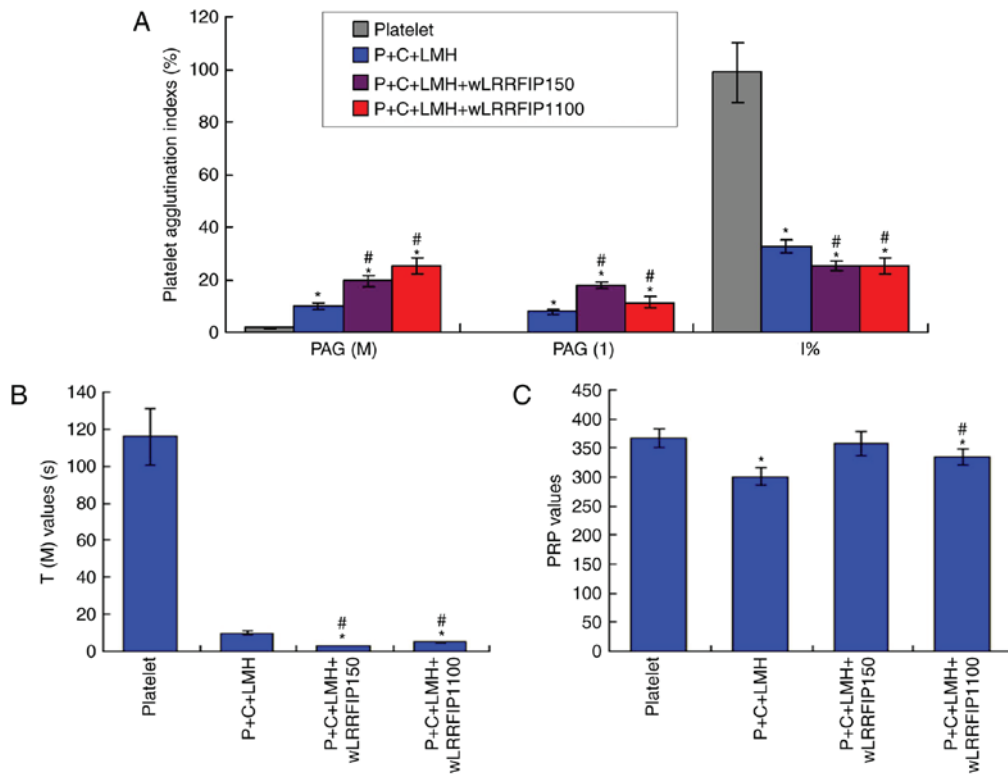 A
Platelet agglutination indexs (%)
120
100
80
60
40
20
0
Platelet
P+C+LMH
P+C+LMH+wLRRFIP150
P+C+LMH+wLRRFIP1100
*
#
*
#
*
*
#
*
#
*
*
#
*
#
*
PAG (M)
PAG (1)
I%
B
T (M) values (s)
140
120
100
80
60
40
20
0
#
*
#
*
Platelet
P+C+LMH
P+C+LMH+
wLRRFIP150
P+C+LMH+
wLRRFIP1100
C
PRP values
450
400
350
300
250
200
150
100
50
0
*
#
*
Platelet
P+C+LMH
P+C+LMH+
wLRRFIP150
P+C+LMH+
wLRRFIP1100